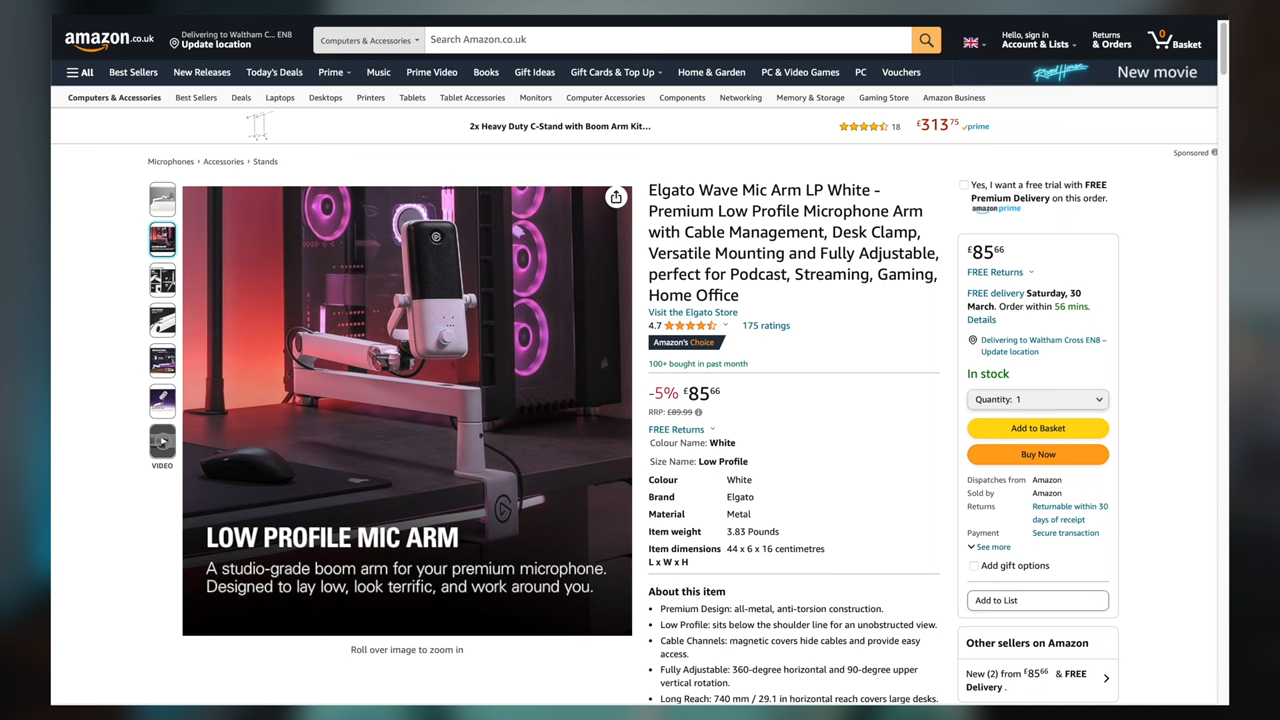 amazon.co.uk
Delivering to Waltham C... EN8
Update location
Computers & Accessories
Search Amazon.co.uk
Hello, sign in
Account & Lists
Returns
& Orders
0
Basket
All
Best Sellers
New Releases
Today's Deals
Prime
Music
Prime Video
Books
Gift Ideas
Gift Cards & Top Up
Home & Garden
PC & Video Games
PC
Vouchers
Road House
New movie
Computers & Accessories
Best Sellers
Deals
Laptops
Desktops
Printers
Tablets
Tablet Accessories
Monitors
Computer Accessories
Components
Networking
Memory & Storage
Gaming Store
Amazon Business
2x Heavy Duty C-Stand with Boom Arm Kit...
18
£313.75
prime
Sponsored
Microphones › Accessories › Stands
VIDEO
LOW PROFILE MIC ARM
A studio-grade boom arm for your premium microphone.
Designed to lay low, look terrific, and work around you.
Roll over image to zoom in
Elgato Wave Mic Arm LP White -
Premium Low Profile Microphone Arm
with Cable Management, Desk Clamp,
Versatile Mounting and Fully Adjustable,
perfect for Podcast, Streaming, Gaming,
Home Office
Visit the Elgato Store
4.7
175 ratings
Amazon's Choice
100+ bought in past month
-5% £85 66
RRP: £89.99
FREE Returns
Colour Name: White
Size Name: Low Profile
Colour White
Brand Elgato
Material Metal
Item weight 3.83 Pounds
Item dimensions 44 x 6 x 16 centimetres
L x W x H
About this item
Premium Design: all-metal, anti-torsion construction.
Low Profile: sits below the shoulder line for an unobstructed view.
Cable Channels: magnetic covers hide cables and provide easy
access.
Fully Adjustable: 360-degree horizontal and 90-degree upper
vertical rotation.
Long Reach: 740 mm / 29.1 in horizontal reach covers large desks.
Yes, I want a free trial with FREE
Premium Delivery on this order.
amazon prime
£85 66
FREE Returns
FREE delivery Saturday, 30
March. Order within 56 mins.
Details
Delivering to Waltham Cross EN8 –
Update location
In stock
Quantity: 1
Add to Basket
Buy Now
Dispatches from Amazon
Sold by Amazon
Returns Returnable within 30
days of receipt
Payment Secure transaction
See more
Add gift options
Add to List
Other sellers on Amazon
New (2) from £85 66 & FREE
Delivery .